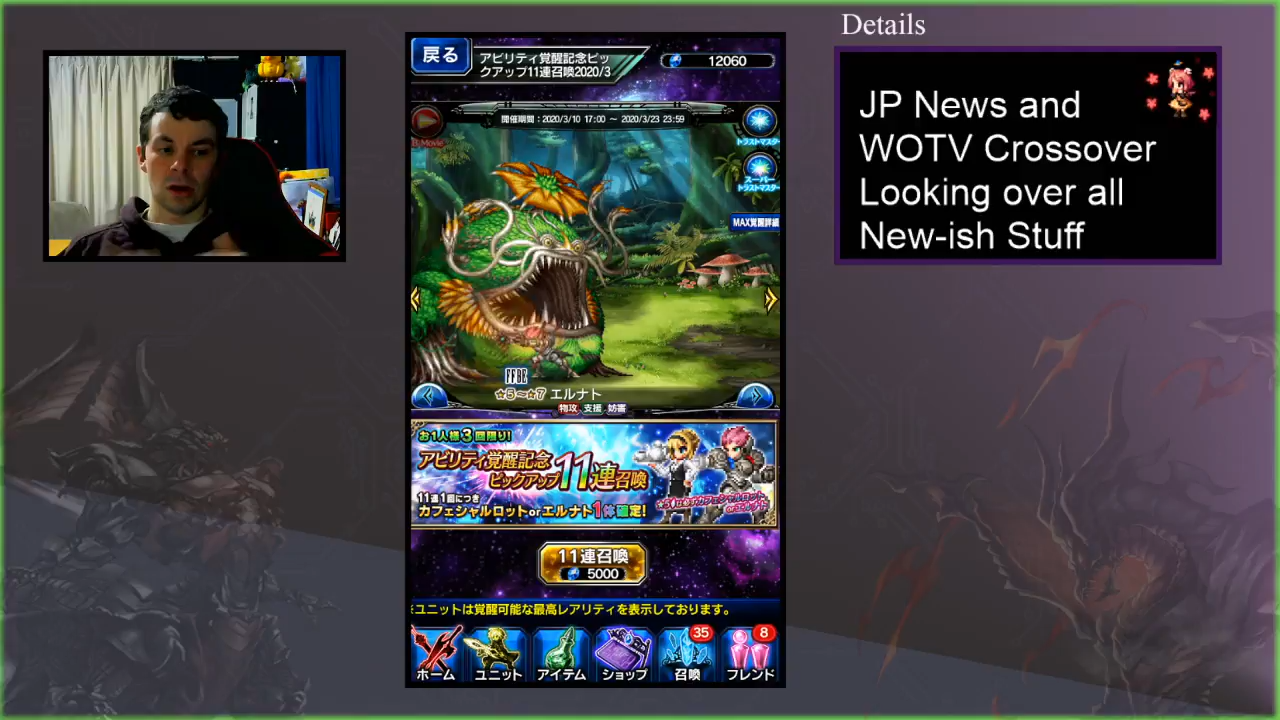 Details
JP News and
WOTV Crossover
Looking over all
New-ish Stuff
戻る
アビリティ覚醒記念ピッ
クアップ11連召喚2020/3
12060
開催期間：2020/3/10 17:00 ～ 2020/3/23 23:59
Movie
トラストマスター
スーパー
トラストマスター
MAX覚醒詳細
FFBE
☆5～☆7 エルナト
物攻 支援 妨害
お1人様3回限り!
アビリティ覚醒記念
ピックアップ11連召喚
11連1回につき
カフェシャルロットorエルナト1体確定!
11連召喚
5000
ユニットは覚醒可能な最高レアリティを表示しております。
35
8
ホーム
ユニット
アイテム
ショップ
召喚
フレンド